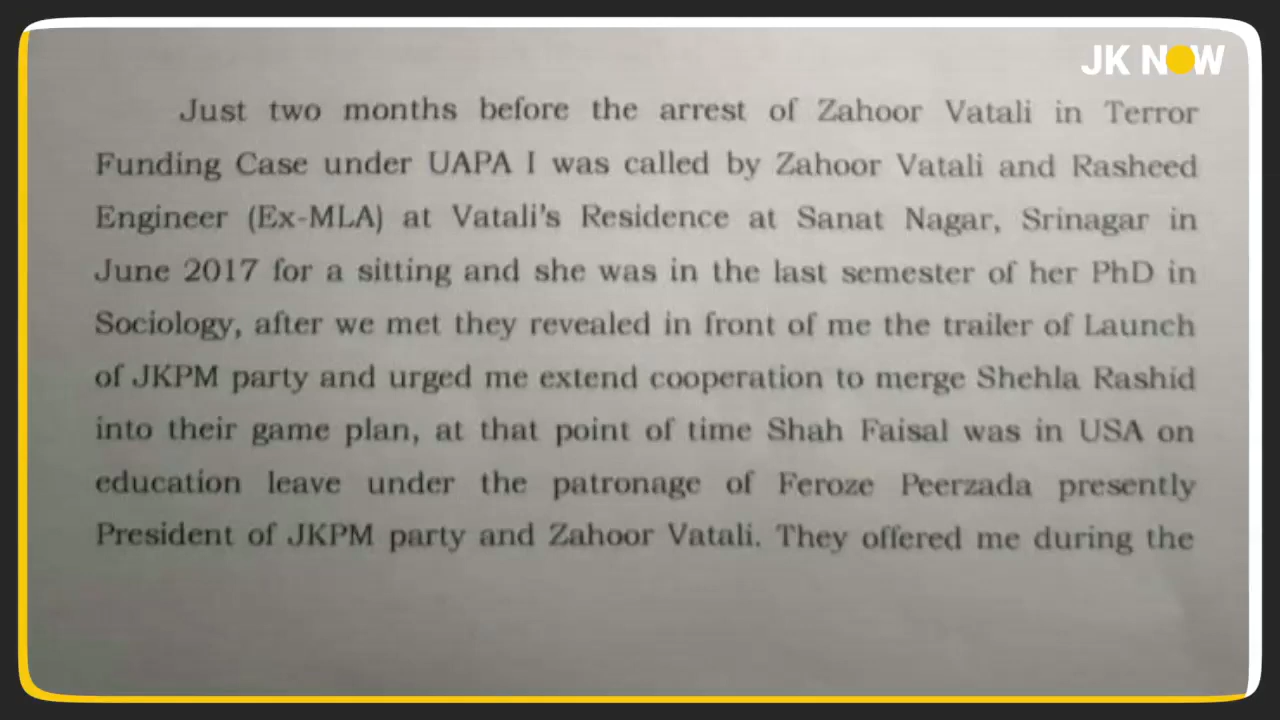 JK NOW
Just two months before the arrest of Zahoor Vatali in Terror
Funding Case under UAPA I was called by Zahoor Vatali and Rasheed
Engineer (Ex-MLA) at Vatali's Residence at Sanat Nagar, Srinagar in
June 2017 for a sitting and she was in the last semester of her PhD in
Sociology, after we met they revealed in front of me the trailer of Launch
of JKPM party and urged me extend cooperation to merge Shehla Rashid
into their game plan, at that point of time Shah Faisal was in USA on
education leave under the patronage of Feroze Peerzada presently
President of JKPM party and Zahoor Vatali. They offered me during the